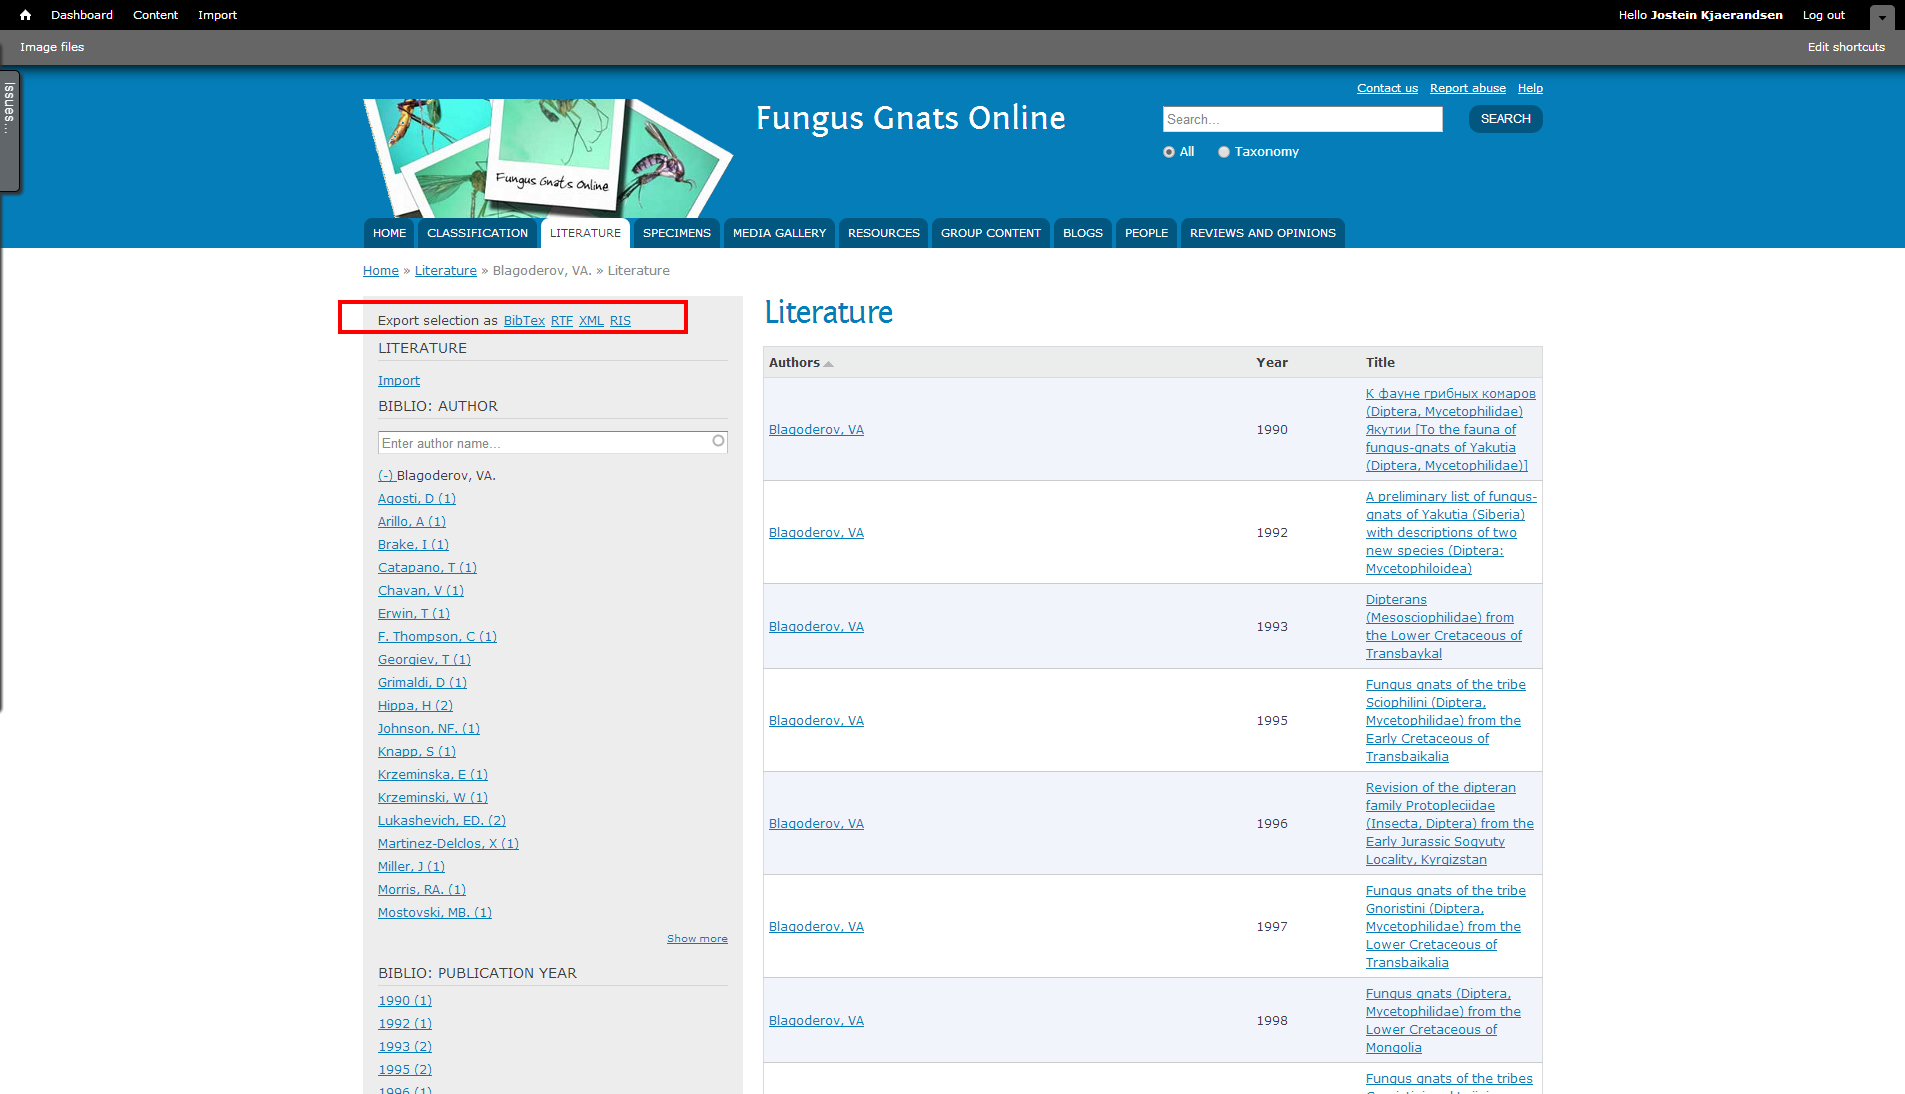 Dashboard Content Import
Hello Jostein Kjaerandsen Log out
Image files
Edit shortcuts
Issues...
Contact us Report abuse Help
Fungus Gnats Online
Fungus Gnats Online
Search...
SEARCH
All Taxonomy
HOME CLASSIFICATION LITERATURE SPECIMENS MEDIA GALLERY RESOURCES GROUP CONTENT BLOGS PEOPLE REVIEWS AND OPINIONS
Home » Literature » Blagoderov, VA. » Literature
Export selection as BibTex RTF XML RIS
LITERATURE
Import
BIBLIO: AUTHOR
Enter author name...
(-) Blagoderov, VA.
Agosti, D (1)
Arillo, A (1)
Brake, I (1)
Catapano, T (1)
Chavan, V (1)
Erwin, T (1)
F. Thompson, C (1)
Georgiev, T (1)
Grimaldi, D (1)
Hippa, H (2)
Johnson, NF. (1)
Knapp, S (1)
Krzeminska, E (1)
Krzeminski, W (1)
Lukashevich, ED. (2)
Martinez-Delclos, X (1)
Miller, J (1)
Morris, RA. (1)
Mostovski, MB. (1)
Show more
BIBLIO: PUBLICATION YEAR
1990 (1)
1992 (1)
1993 (2)
1995 (2)
1996 (1)
Literature
Authors Year Title
Blagoderov, VA
1990
К фауне грибных комаров
(Diptera, Mycetophilidae)
Якутии [To the fauna of
fungus-gnats of Yakutia
(Diptera, Mycetophilidae)]
Blagoderov, VA
1992
A preliminary list of fungus-
gnats of Yakutia (Siberia)
with descriptions of two
new species (Diptera:
Mycetophiloidea)
Blagoderov, VA
1993
Dipterans
(Mesosciophilidae) from
the Lower Cretaceous of
Transbaykal
Blagoderov, VA
1995
Fungus gnats of the tribe
Sciophilini (Diptera,
Mycetophilidae) from the
Early Cretaceous of
Transbaikalia
Blagoderov, VA
1996
Revision of the dipteran
family Protopleciidae
(Insecta, Diptera) from the
Early Jurassic Sogyuty
Locality, Kyrgizstan
Blagoderov, VA
1997
Fungus gnats of the tribe
Gnoristini (Diptera,
Mycetophilidae) from the
Lower Cretaceous of
Transbaikalia
Blagoderov, VA
1998
Fungus gnats (Diptera,
Mycetophilidae) from the
Lower Cretaceous of
Mongolia
Fungus gnats of the tribes